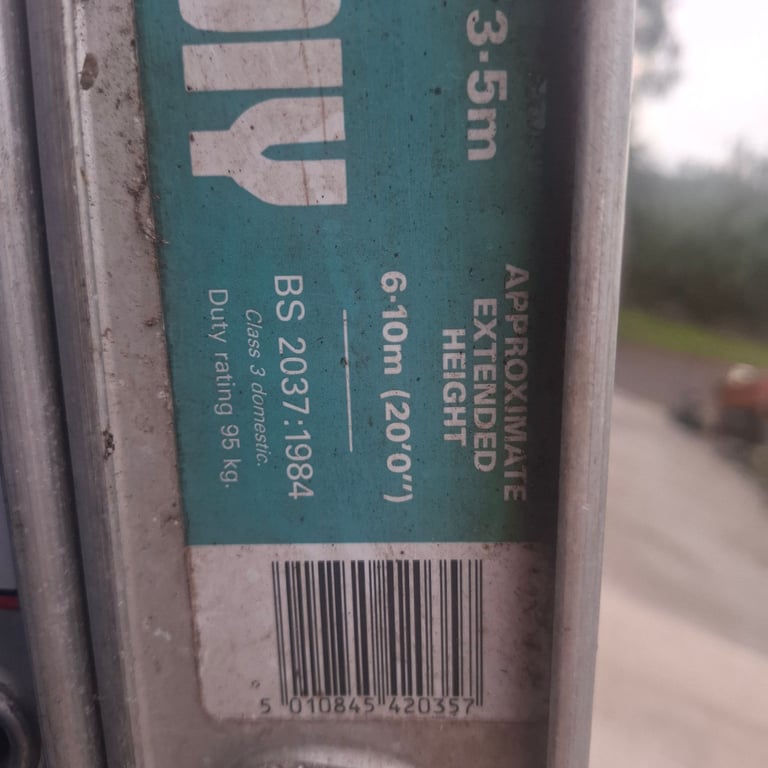 DIY
3·5m
APPROXIMATE
EXTENDED
HEIGHT
6·10m (20'0")
BS 2037:1984
Class 3 domestic.
Duty rating 95 kg.
5 010845 420357